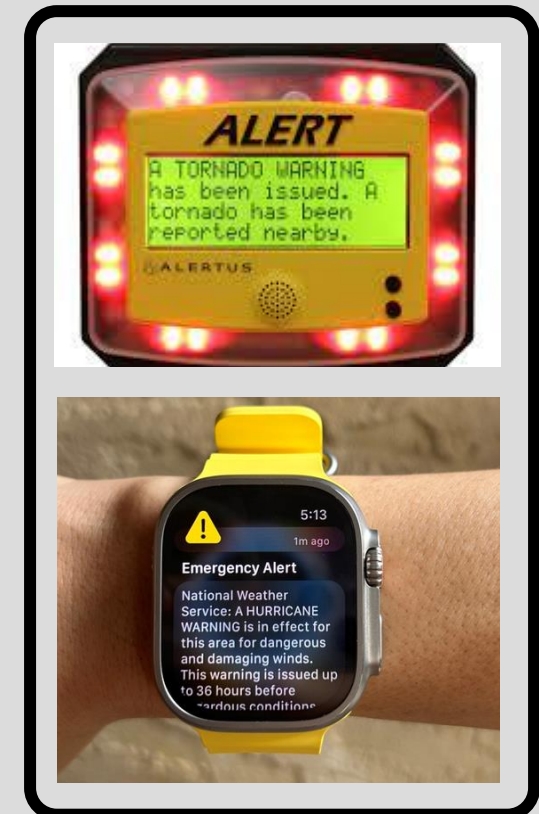 ALERT
A TORNADO WARNING
has been issued. A
tornado has been
reported nearby.
ALERTUS
5:13
1m ago
Emergency Alert
National Weather
Service: A HURRICANE
WARNING is in effect for
this area for dangerous
and damaging winds.
This warning is issued up
to 36 hours before
conditions